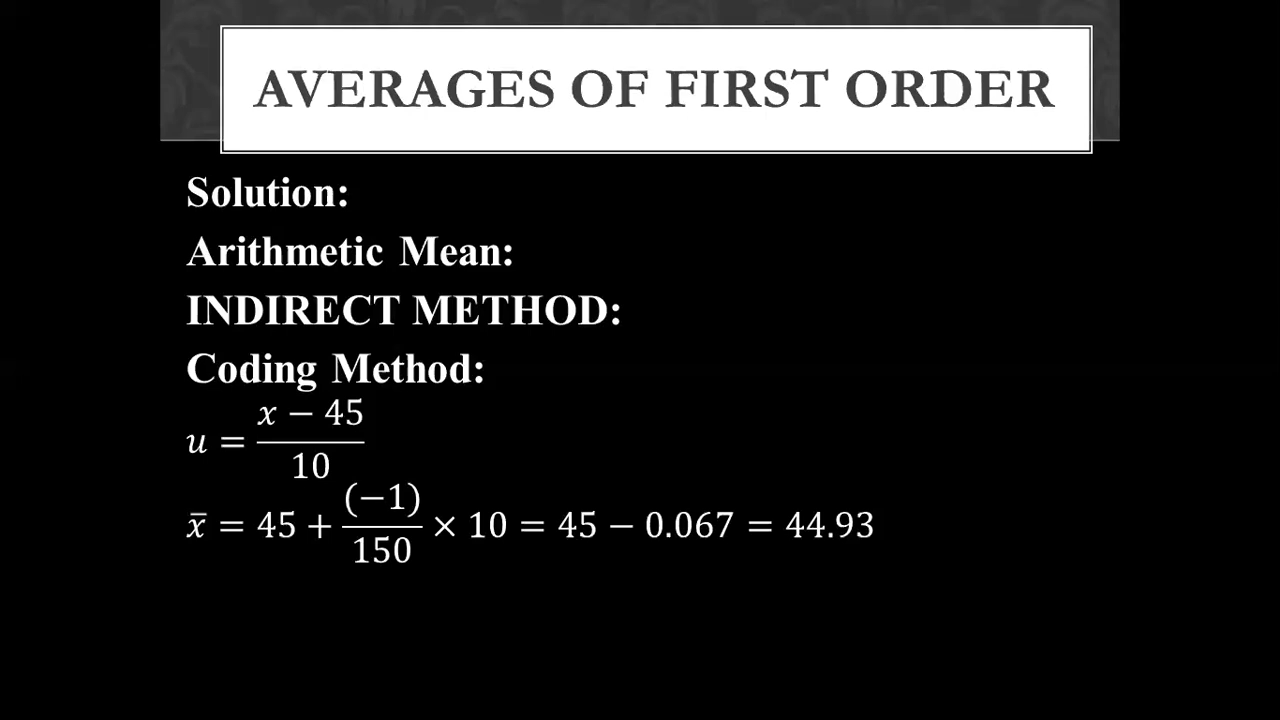 AVERAGES OF FIRST ORDER
Solution:
Arithmetic Mean:
INDIRECT METHOD:
Coding Method:
u = (x − 45)/10
x̄ = 45 + (−1)/150 × 10 = 45 − 0.067 = 44.93